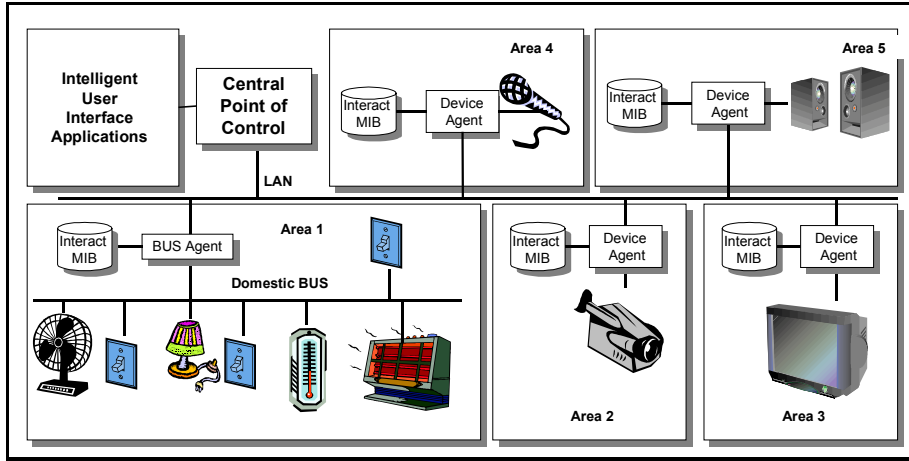 Intelligent
User
Interface
Applications
Central
Point of
Control
LAN
Area 4
Interact
MIB
Device
Agent
Area 5
Interact
MIB
Device
Agent
Area 1
Interact
MIB
BUS Agent
Domestic BUS
Interact
MIB
Device
Agent
Area 2
Interact
MIB
Device
Agent
Area 3